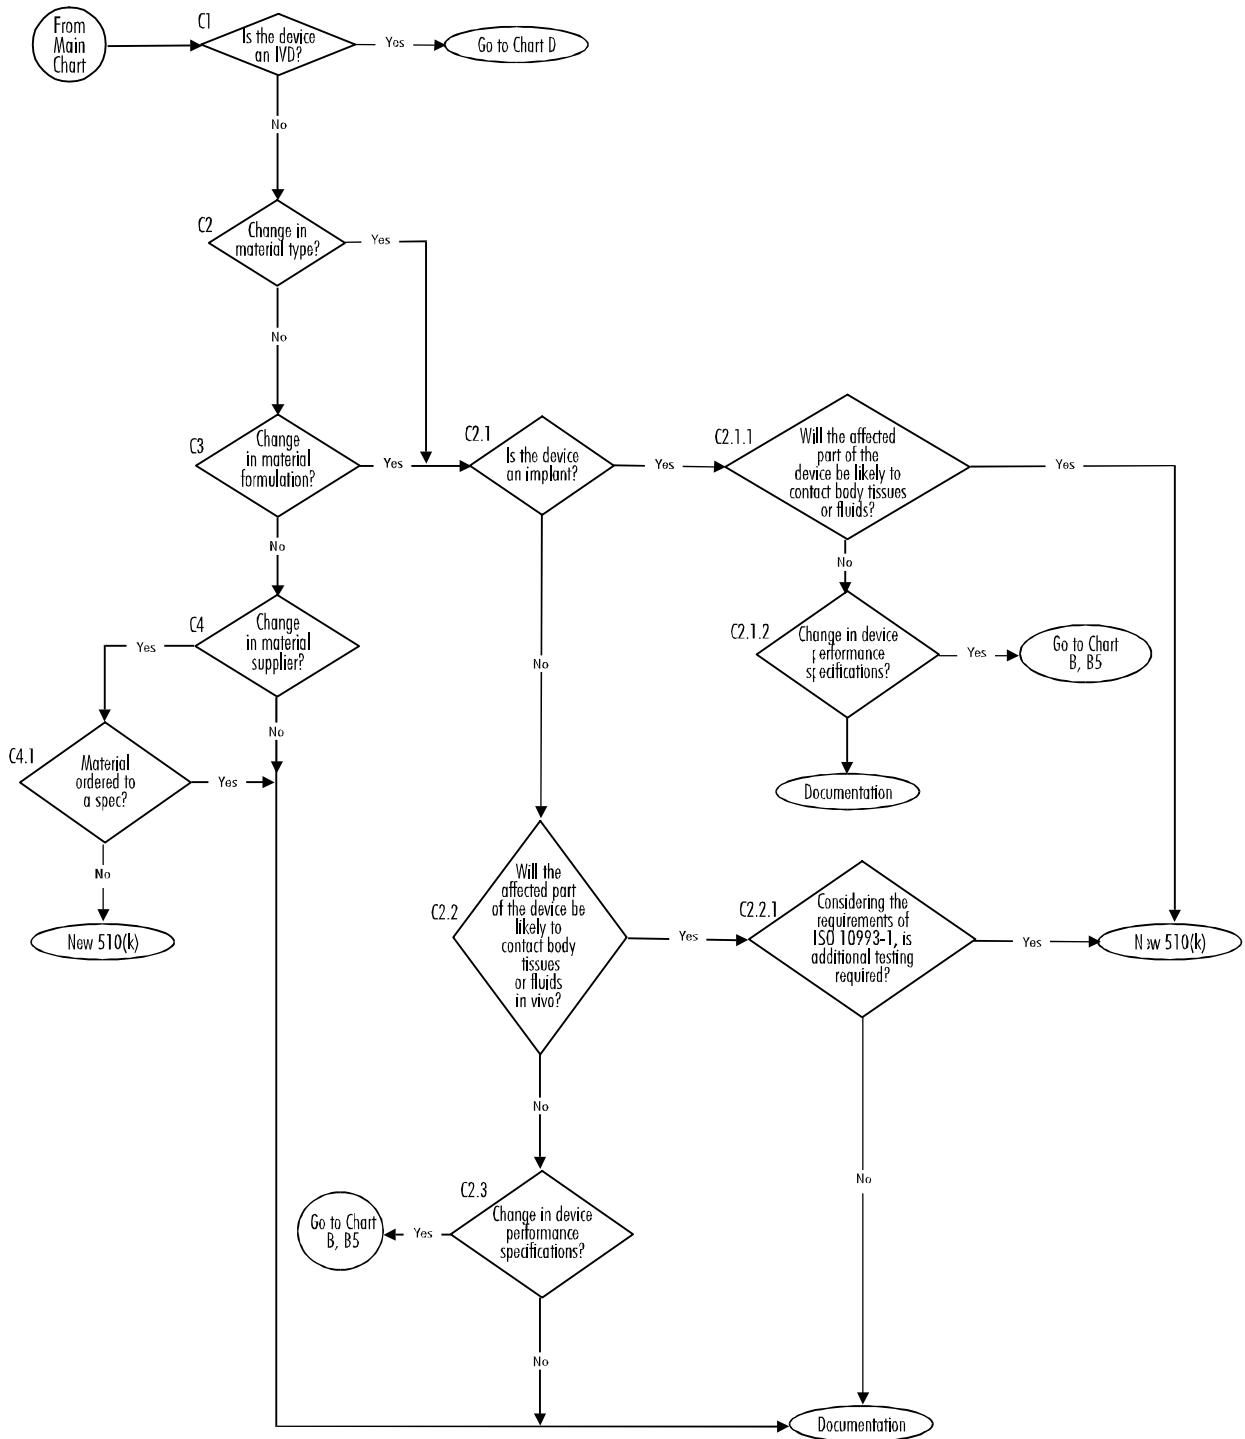 From
Main
Chart
C1
Is the device
an IVD?
Yes
Go to Chart D
No
C2
Change in
material type?
Yes
No
C3
Change
in material
formulation?
Yes
C2.1
Is the device
an implant?
Yes
C2.1.1
Will the affected
part of the
device be likely to
contact body tissues
or fluids?
Yes
No
No
C4
Change
in material
supplier?
Yes
C2.1.2
Change in device
performance
specifications?
Yes
Go to Chart
B, B5
No
No
C4.1
Material
ordered to
a spec?
Yes
Documentation
No
New 510(k)
C2.2
Will the
affected part
of the device be
likely to
contact body
tissues
or fluids
in vivo?
Yes
C2.2.1
Considering the
requirements of
ISO 10993-1, is
additional testing
required?
Yes
New 510(k)
No
No
C2.3
Change in device
performance
specifications?
Yes
Go to Chart
B, B5
No
Documentation